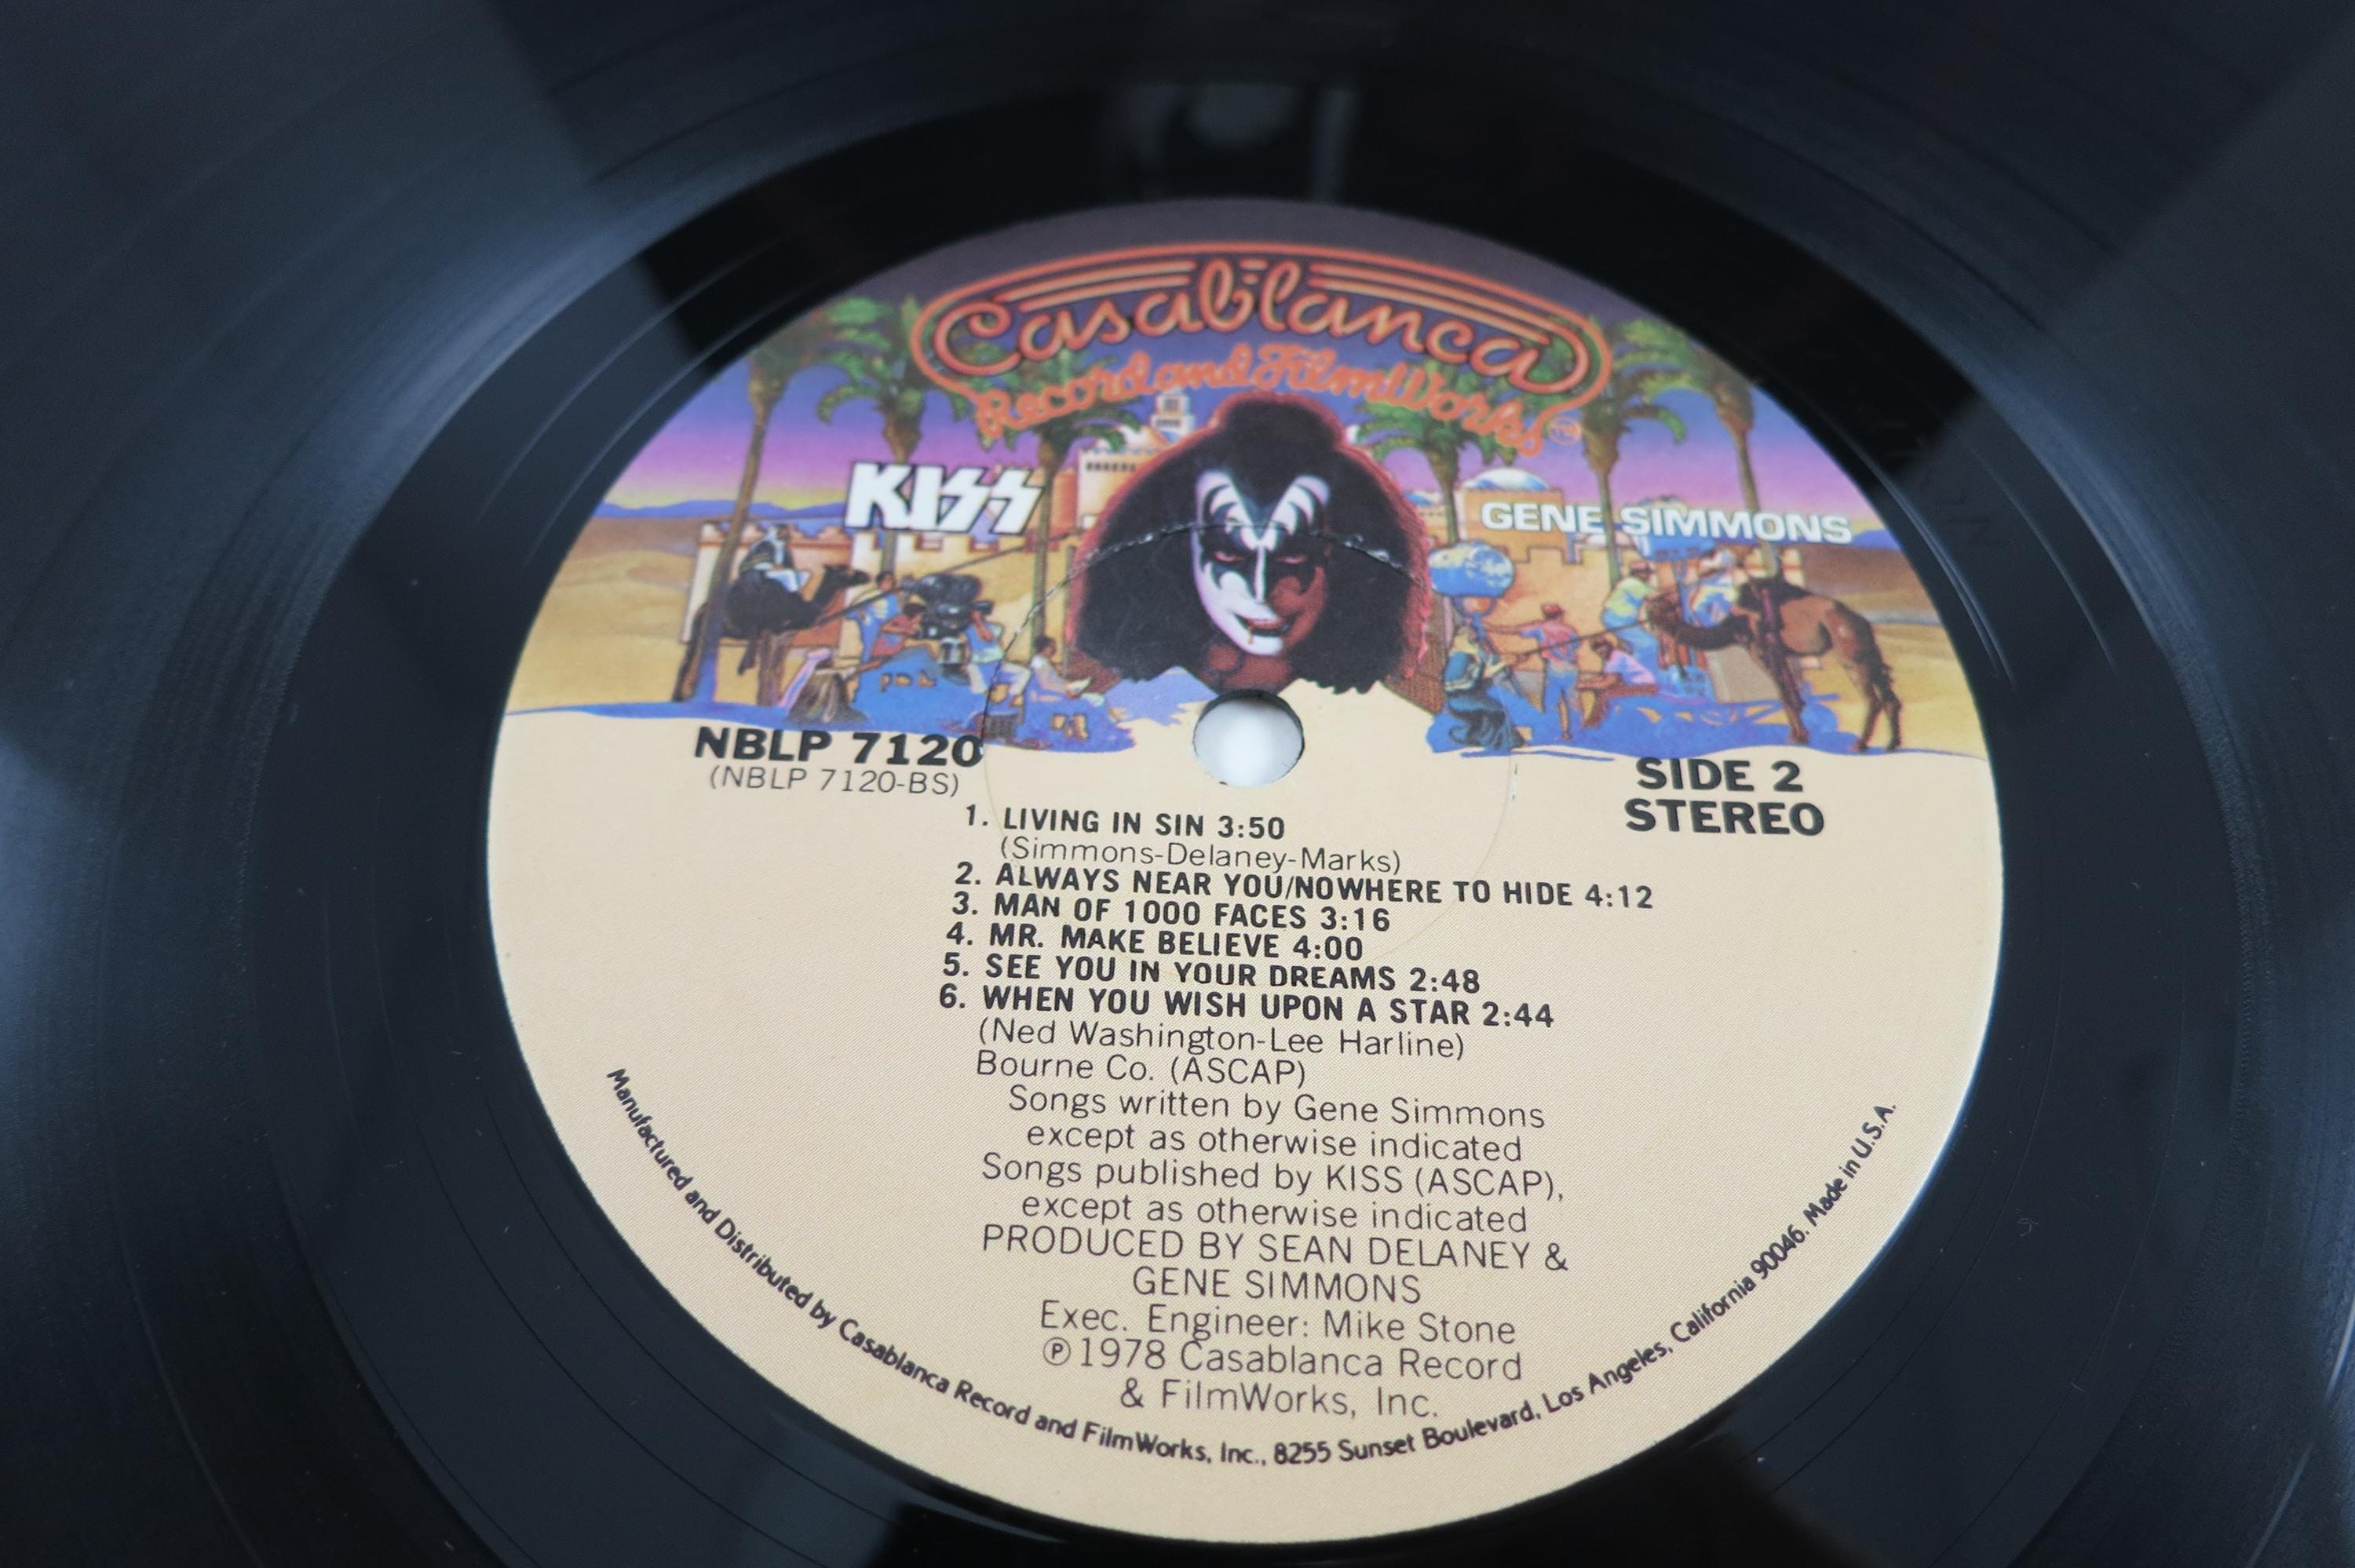 Casablanca
Record and FilmWorks™
KISS
GENE SIMMONS
NBLP 7120
(NBLP 7120-BS)
SIDE 2
STEREO
1. LIVING IN SIN 3:50
(Simmons-Delaney-Marks)
2. ALWAYS NEAR YOU/NOWHERE TO HIDE 4:12
3. MAN OF 1000 FACES 3:16
4. MR. MAKE BELIEVE 4:00
5. SEE YOU IN YOUR DREAMS 2:48
6. WHEN YOU WISH UPON A STAR 2:44
(Ned Washington-Lee Harline)
Bourne Co. (ASCAP)
Songs written by Gene Simmons
except as otherwise indicated
Songs published by KISS (ASCAP),
except as otherwise indicated
PRODUCED BY SEAN DELANEY &
GENE SIMMONS
Exec. Engineer: Mike Stone
℗1978 Casablanca Record
& FilmWorks, Inc.
Manufactured and Distributed by Casablanca Record and FilmWorks, Inc., 8255 Sunset Boulevard, Los Angeles, California 90046. Made in U.S.A.